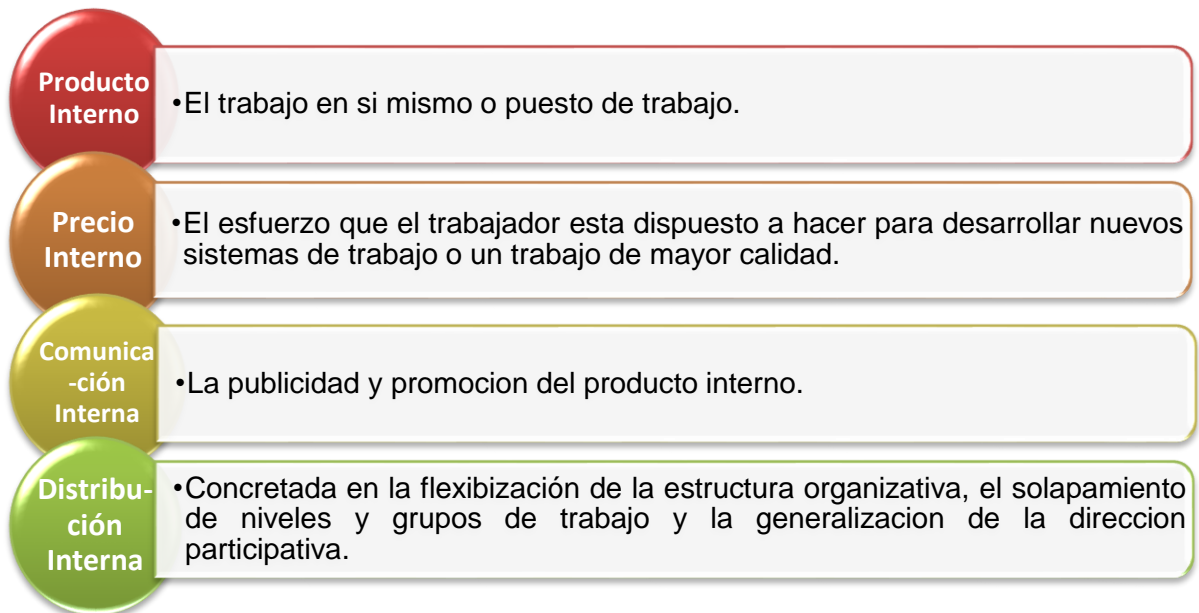 Producto
Interno
•El trabajo en si mismo o puesto de trabajo.
Precio
Interno
•El esfuerzo que el trabajador esta dispuesto a hacer para desarrollar nuevos
sistemas de trabajo o un trabajo de mayor calidad.
Comunica
-ción
Interna
•La publicidad y promocion del producto interno.
Distribu-
ción
Interna
•Concretada en la flexibización de la estructura organizativa, el solapamiento
de niveles y grupos de trabajo y la generalizacion de la direccion
participativa.